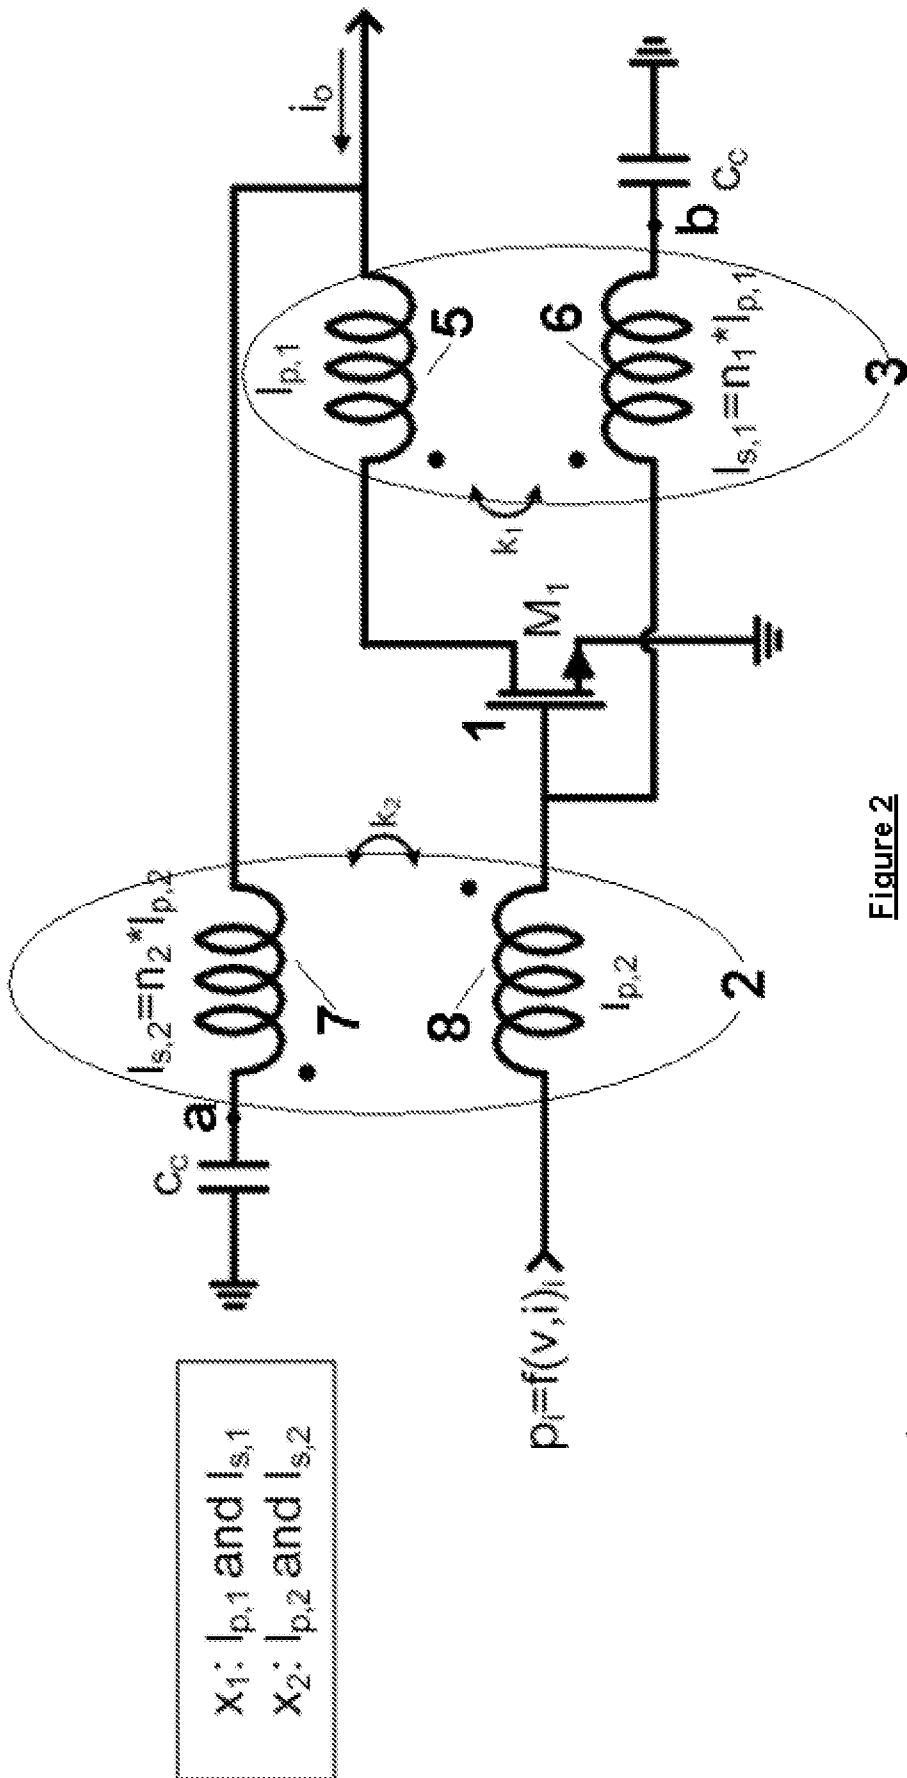 x₁: lₚ,₁ and lₛ,₁
x₂: lₚ,₂ and lₛ,₂
C_C
a
lₛ,₂=n₂*lₚ,₂
7
k₂
8
lₚ,₂
2
pᵢ=f(v,i)ᵢ
1
M₁
k₁
lₚ,₁
5
6
lₛ,₁=n₁*lₚ,₁
3
b
C_C
iₒ
Figure 2